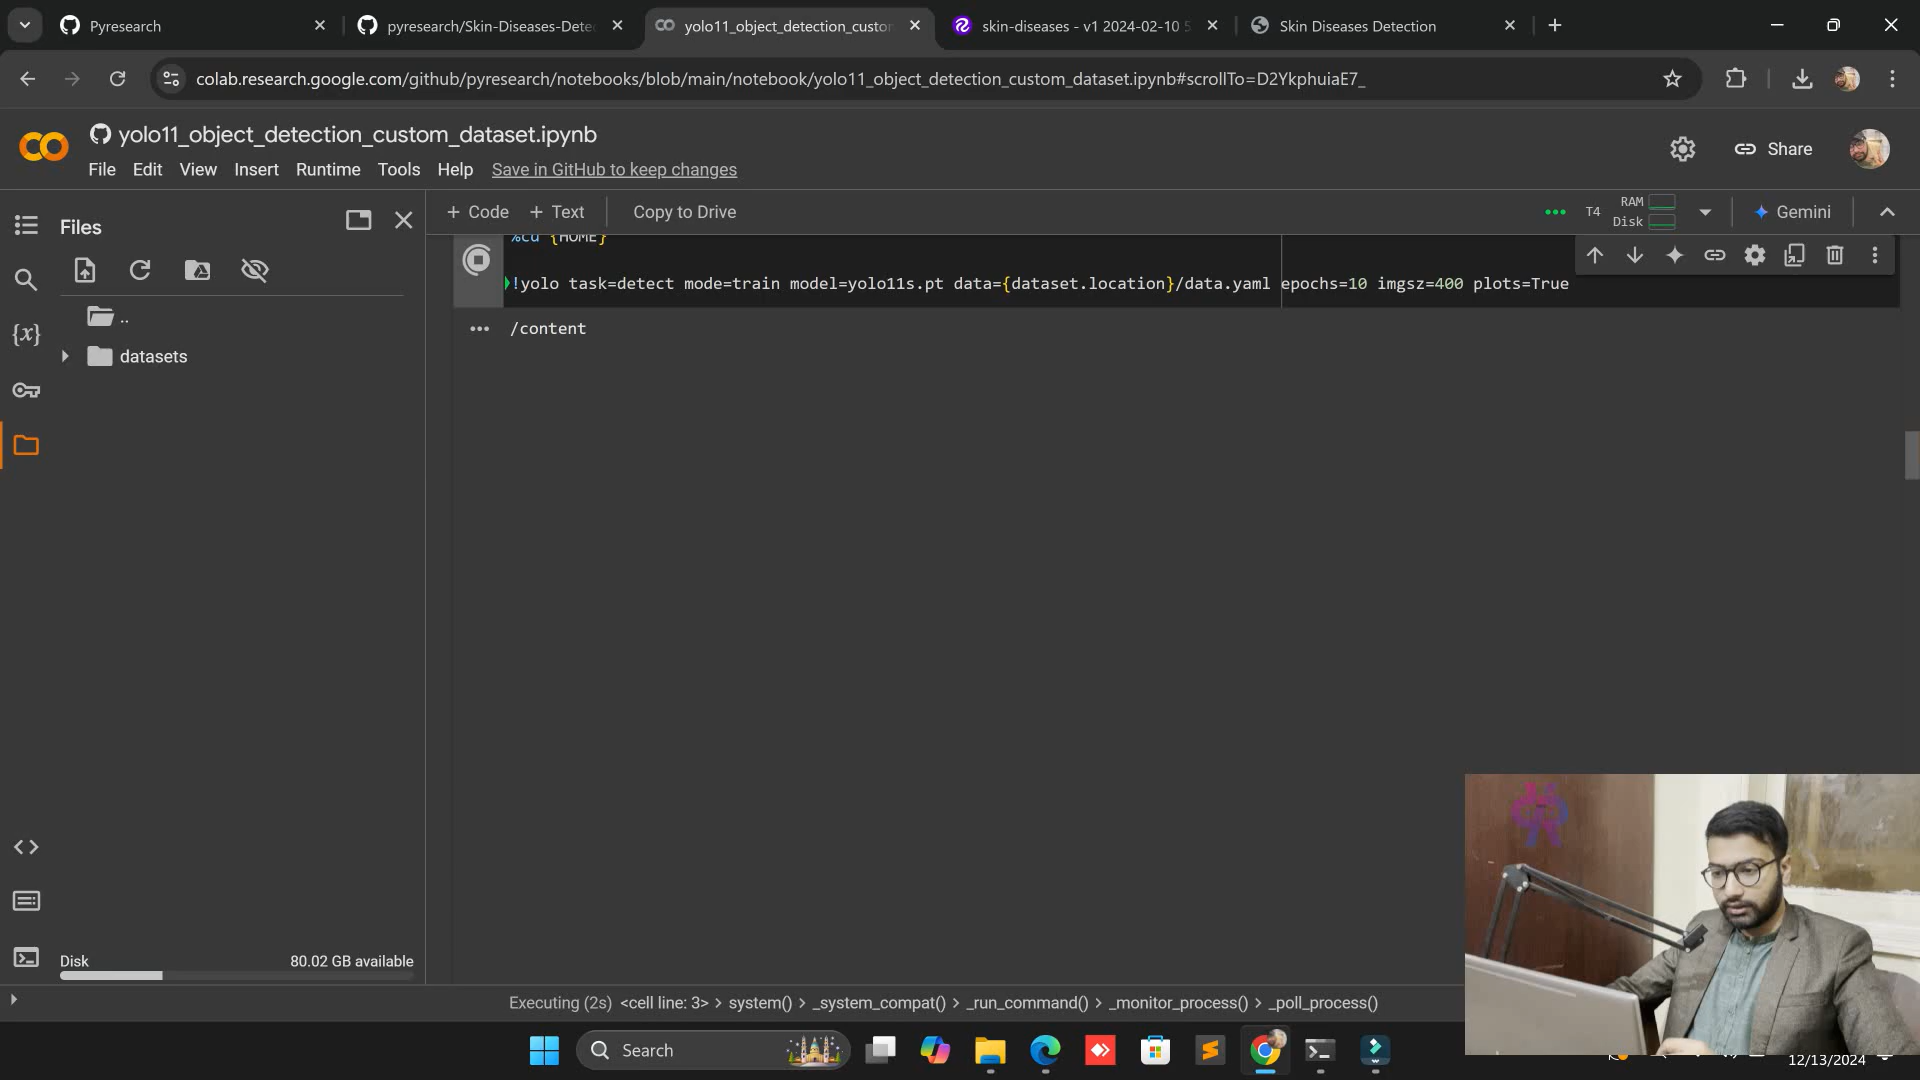 Pyresearch
pyresearch/Skin-Diseases-Dete
yolo11_object_detection_custor
skin-diseases - v1 2024-02-10 5
Skin Diseases Detection
colab.research.google.com/github/pyresearch/notebooks/blob/main/notebook/yolo11_object_detection_custom_dataset.ipynb#scrollTo=D2YkphuiaE7_
CO
yolo11_object_detection_custom_dataset.ipynb
Share
File Edit View Insert Runtime Tools Help Save in GitHub to keep changes
Files
+ Code + Text Copy to Drive
T4 RAM
Disk
Gemini
%cd {HOME}
!yolo task=detect mode=train model=yolo11s.pt data={dataset.location}/data.yaml epochs=10 imgsz=400 plots=True
..
/content
{x}
datasets
Disk 80.02 GB available
Executing (2s) <cell line: 3> > system() > _system_compat() > _run_command() > _monitor_process() > _poll_process()
Search
12/13/2024